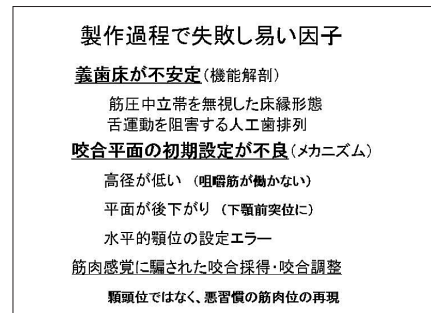 製作過程で失敗し易い因子
義歯床が不安定(機能解剖)
筋圧中立帯を無視した床縁形態
舌運動を阻害する人工歯排列
咬合平面の初期設定が不良(メカニズム)
高径が低い (咀嚼筋が働かない)
平面が後下がり (下顎前突位に)
水平的顎位の設定エラー
筋肉感覚に騙された咬合採得・咬合調整
顆頭位ではなく、悪習慣の筋肉位の再現